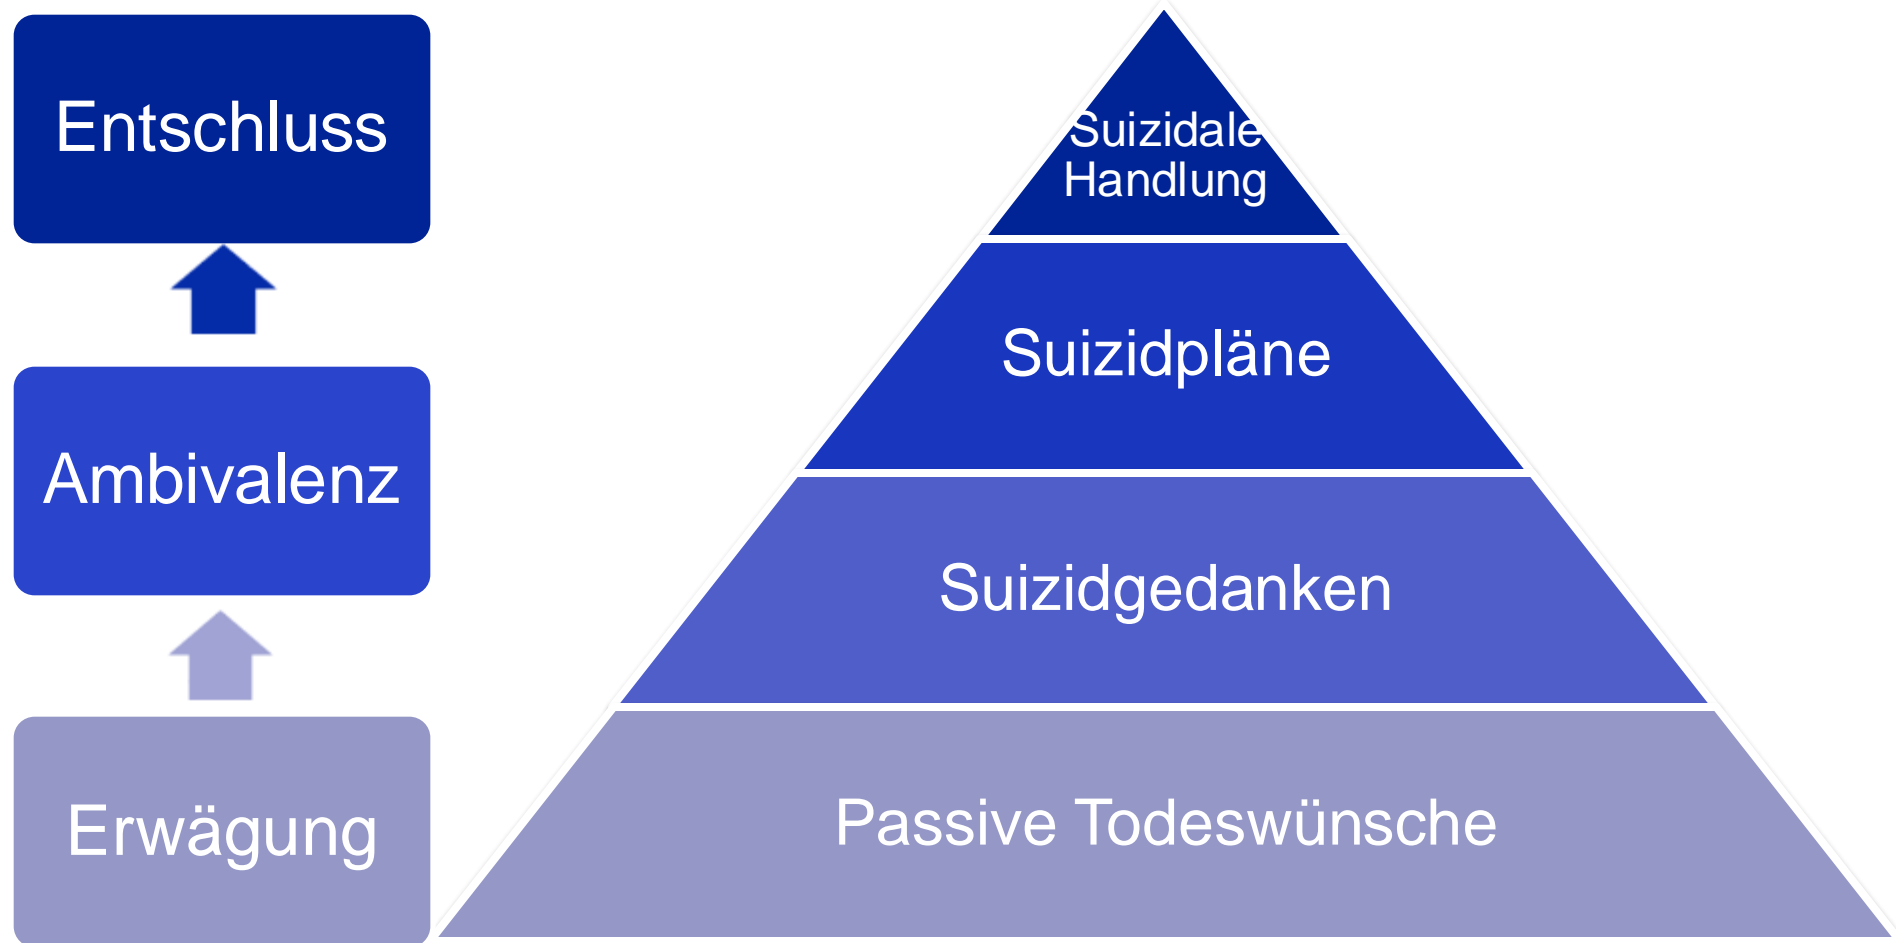 Entschluss
Ambivalenz
Erwägung
Suizidale
Handlung
Suizidpläne
Suizidgedanken
Passive Todeswünsche